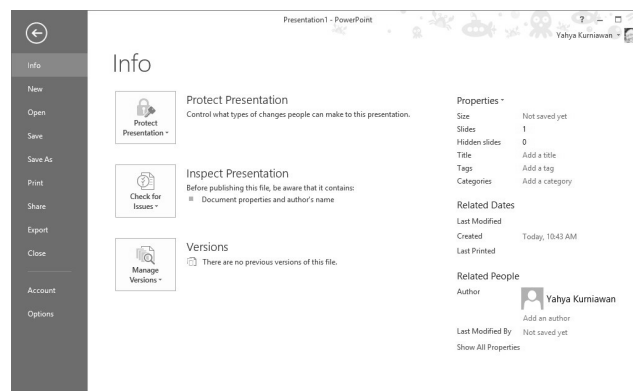 Presentation1 - PowerPoint
?
Yahya Kurniawan
Info
New
Open
Save
Save As
Print
Share
Export
Close
Account
Options
Info
Protect
Presentation
Protect Presentation
Control what types of changes people can make to this presentation.
Check for
Issues
Inspect Presentation
Before publishing this file, be aware that it contains:
Document properties and author's name
Manage
Versions
Versions
There are no previous versions of this file.
Properties
Size Not saved yet
Slides 1
Hidden slides 0
Title Add a title
Tags Add a tag
Categories Add a category
Related Dates
Last Modified
Created Today, 10:43 AM
Last Printed
Related People
Author Yahya Kurniawan
Add an author
Last Modified By Not saved yet
Show All Properties